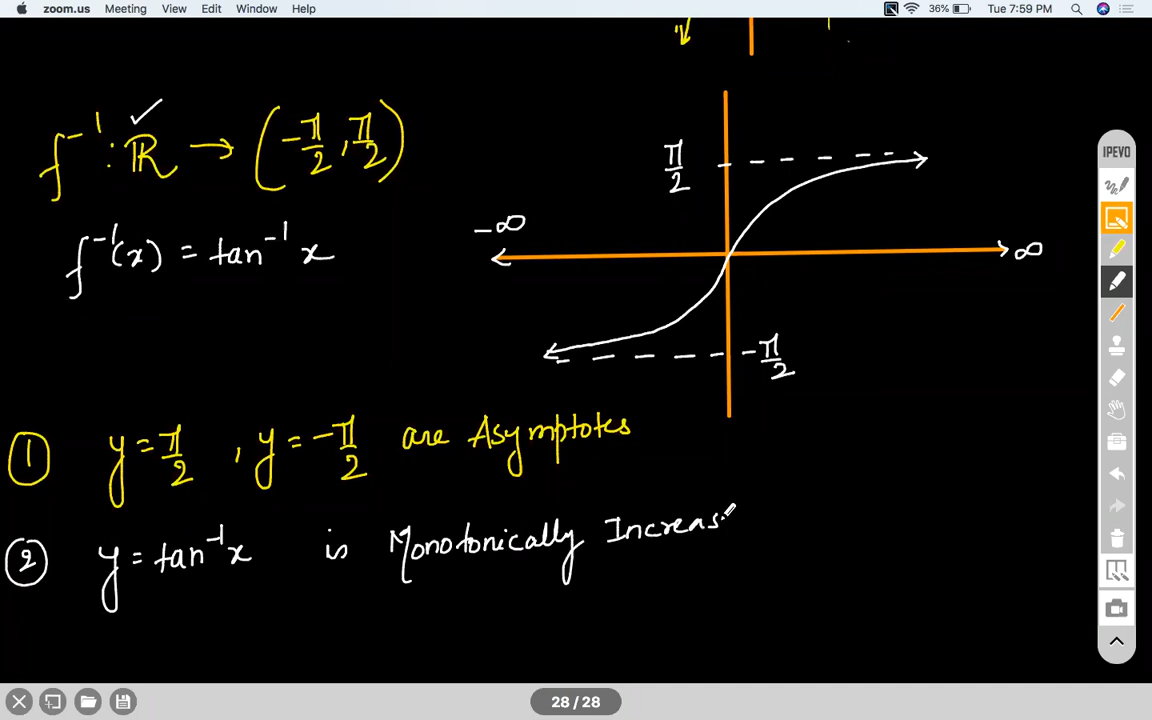 zoom.us Meeting View Edit Window Help 36% Tue 7:59 PM
f⁻¹ : ℝ → (-π/2, π/2)
f⁻¹(x) = tan⁻¹ x
π/2
-∞
∞
-π/2
IPEVO
① y = π/2 , y = -π/2 are Asymptotes
② y = tan⁻¹x is Monotonically Increas
28 / 28